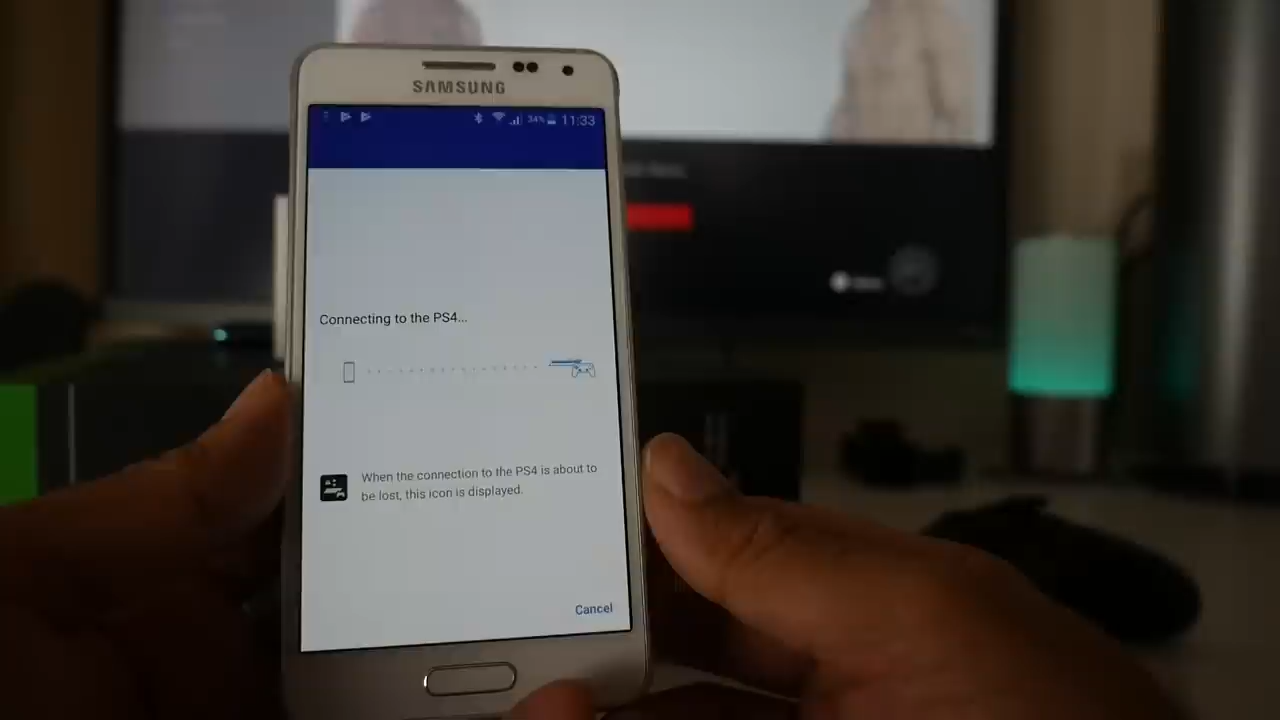 SAMSUNG
34% 11:33
Connecting to the PS4...
When the connection to the PS4 is about to
be lost, this icon is displayed.
Cancel